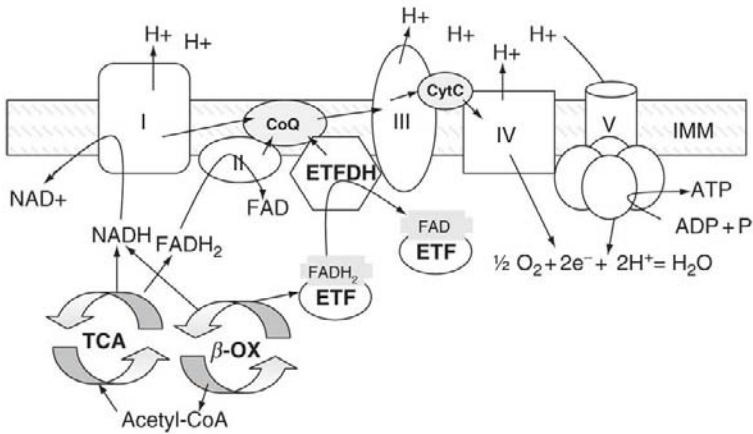 H+
H+
H+
H+
H+
H+
CytC
I
CoQ
III
IV
V
IMM
II
ETFDH
NAD+
FAD
ATP
NADH
FADH₂
FAD
ETF
ADP+P
FADH₂
ETF
½ O₂+2e⁻+ 2H⁺= H₂O
TCA
β-OX
Acetyl-CoA